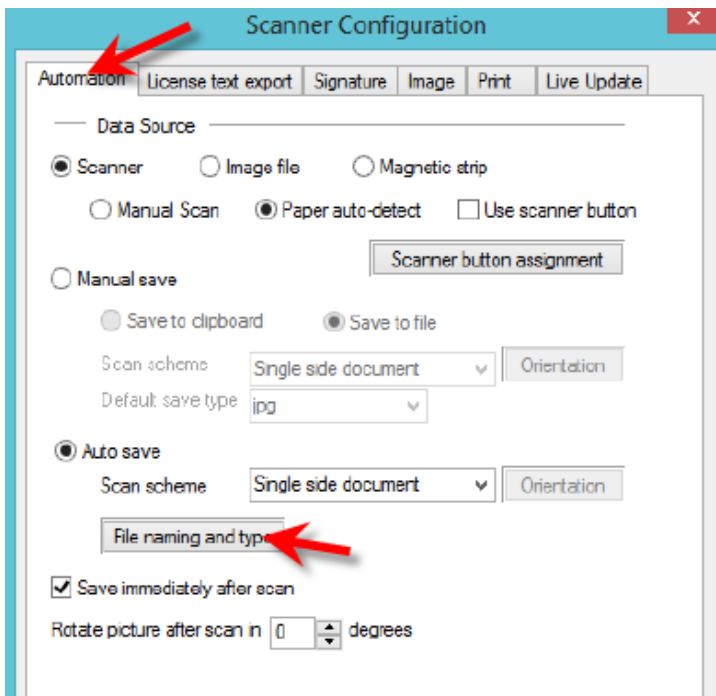 Scanner Configuration
x
Automation License text export Signature Image Print Live Update
Data Source
Scanner Image file Magnetic strip
Manual Scan Paper auto-detect Use scanner button
Scanner button assignment
Manual save
Save to clipboard Save to file
Scan scheme Single side document Orientation
Default save type jpg
Auto save
Scan scheme Single side document Orientation
File naming and type
Save immediately after scan
Rotate picture after scan in 0 degrees